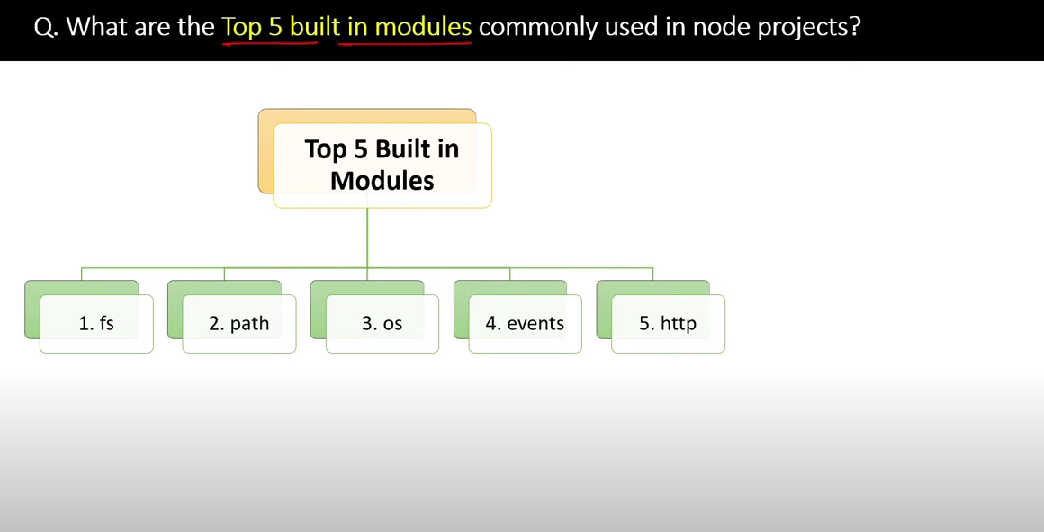 Q. What are the Top 5 built in modules commonly used in node projects?
Top 5 Built in
Modules
1. fs
2. path
3. os
4. events
5. http